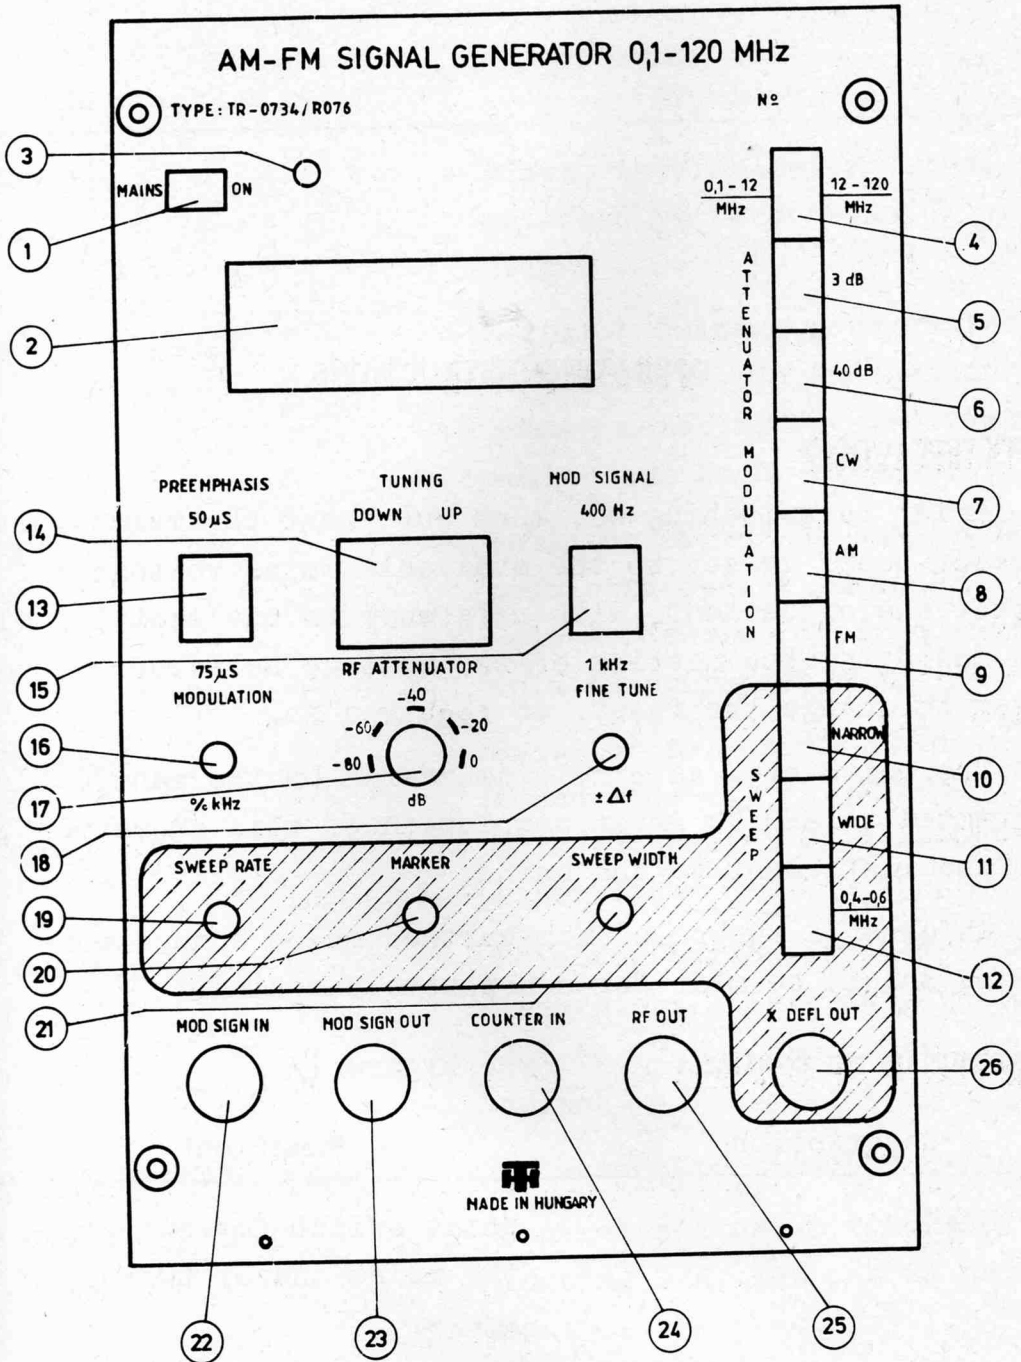 AM-FM SIGNAL GENERATOR 0,1-120 MHz
TYPE: TR-0734/R076
Nº
3
MAINS
ON
1
0,1-12
MHz
12-120
MHz
4
2
ATTENUATOR
3 dB
5
40 dB
6
MODULATION
CW
7
AM
8
FM
9
PREEMPHASIS
50 µS
13
75 µS
TUNING
DOWN UP
14
MOD SIGNAL
400 Hz
15
1 kHz
MODULATION
16
% kHz
RF ATTENUATOR
-40
-60
-20
-80
0
17
dB
FINE TUNE
18
± Δf
SWEEP
NARROW
10
WIDE
11
0,4-0,6
MHz
12
SWEEP RATE
MARKER
SWEEP WIDTH
19
20
21
MOD SIGN IN
MOD SIGN OUT
COUNTER IN
RF OUT
X DEFL OUT
26
MADE IN HUNGARY
22
23
24
25